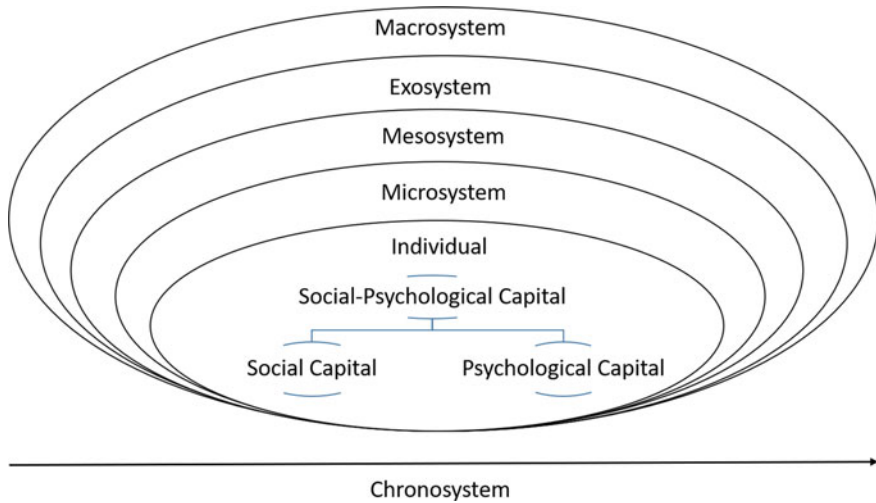 Macrosystem
Exosystem
Mesosystem
Microsystem
Individual
Social-Psychological Capital
Social Capital
Psychological Capital
Chronosystem